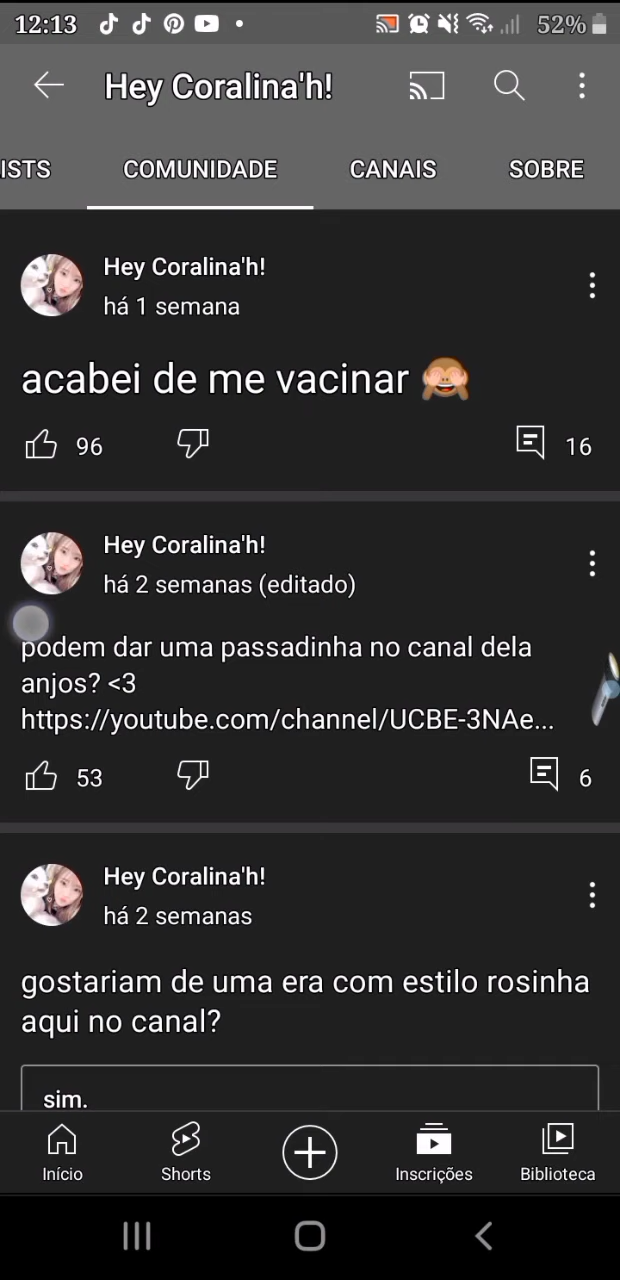 12:13
52%
Hey Coralina'h!
ISTS COMUNIDADE CANAIS SOBRE
Hey Coralina'h!
há 1 semana
acabei de me vacinar 🙈
96 16
Hey Coralina'h!
há 2 semanas (editado)
podem dar uma passadinha no canal dela
anjos? <3
https://youtube.com/channel/UCBE-3NAe...
53 6
Hey Coralina'h!
há 2 semanas
gostariam de uma era com estilo rosinha
aqui no canal?
sim.
Início Shorts Inscrições Biblioteca